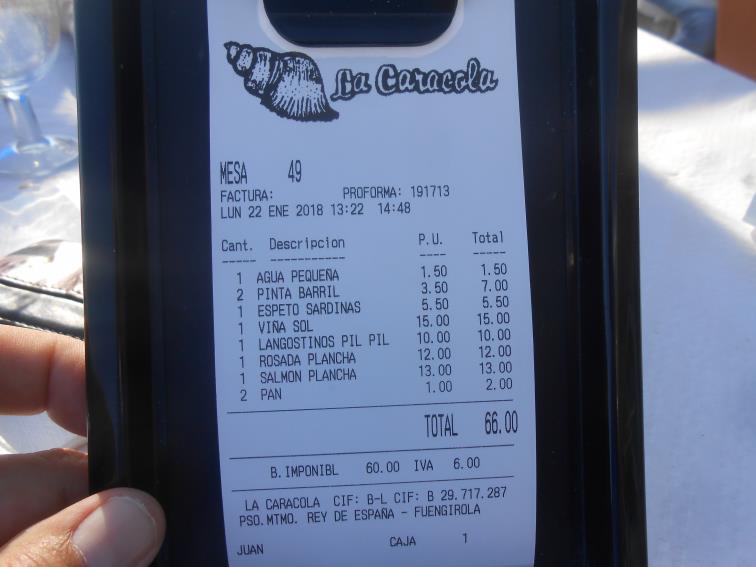 La Caracola
MESA 49
FACTURA: PROFORMA: 191713
LUN 22 ENE 2018 13:22 14:48
Cant. Descripcion P.U. Total
----- ----------- ---- -----
1 AGUA PEQUEÑA 1.50 1.50
2 PINTA BARRIL 3.50 7.00
1 ESPETO SARDINAS 5.50 5.50
1 VIÑA SOL 15.00 15.00
1 LANGOSTINOS PIL PIL 10.00 10.00
1 ROSADA PLANCHA 12.00 12.00
1 SALMON PLANCHA 13.00 13.00
2 PAN 1.00 2.00
TOTAL 66.00
B.IMPONIBL 60.00 IVA 6.00
LA CARACOLA CIF: B-L CIF: B 29.717.287
PSO.MTMO. REY DE ESPAÑA - FUENGIROLA
JUAN CAJA 1